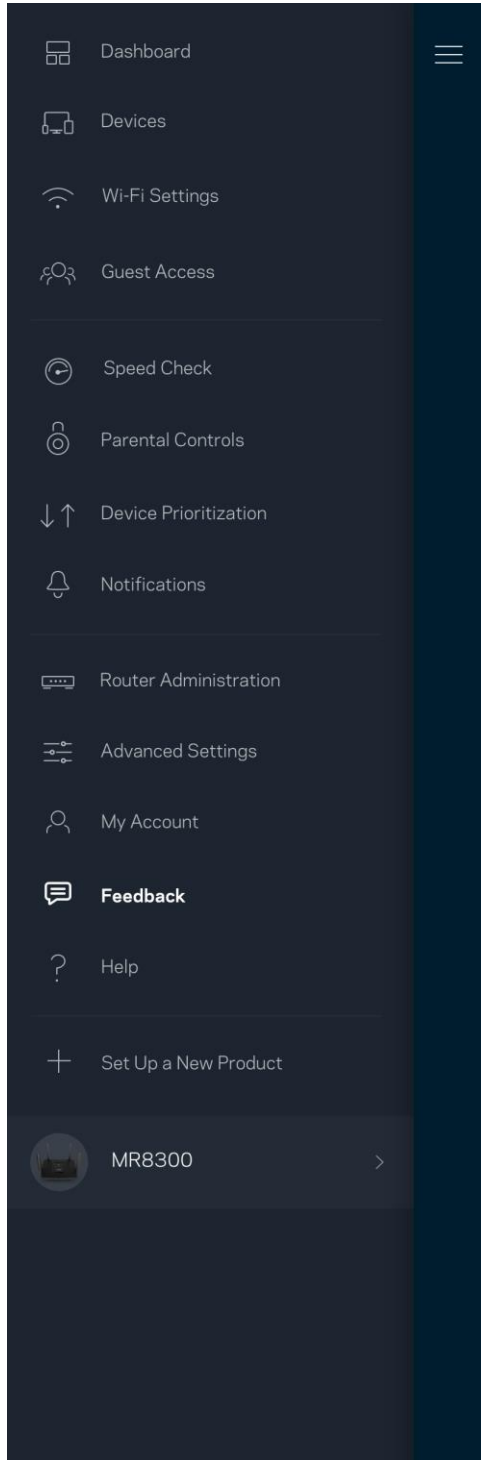 Dashboard
Devices
Wi-Fi Settings
Guest Access
Speed Check
Parental Controls
Device Prioritization
Notifications
Router Administration
Advanced Settings
My Account
Feedback
Help
Set Up a New Product
MR8300